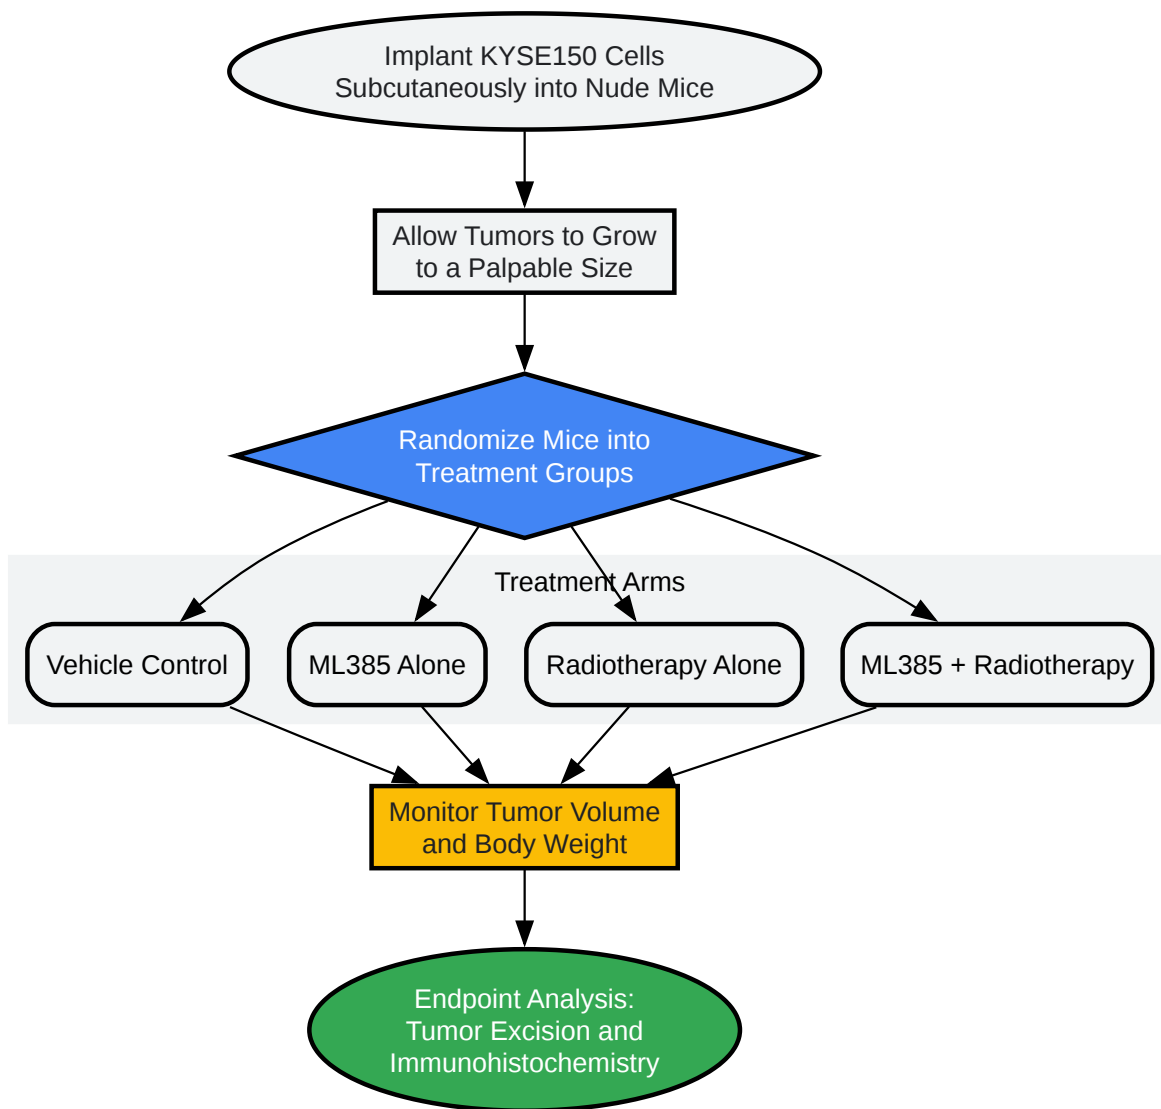 Implant KYSE150 Cells
Subcutaneously into Nude Mice
Allow Tumors to Grow
to a Palpable Size
Randomize Mice into
Treatment Groups
Treatment Arms
Vehicle Control
ML385 Alone
Radiotherapy Alone
ML385 + Radiotherapy
Monitor Tumor Volume
and Body Weight
Endpoint Analysis:
Tumor Excision and
Immunohistochemistry